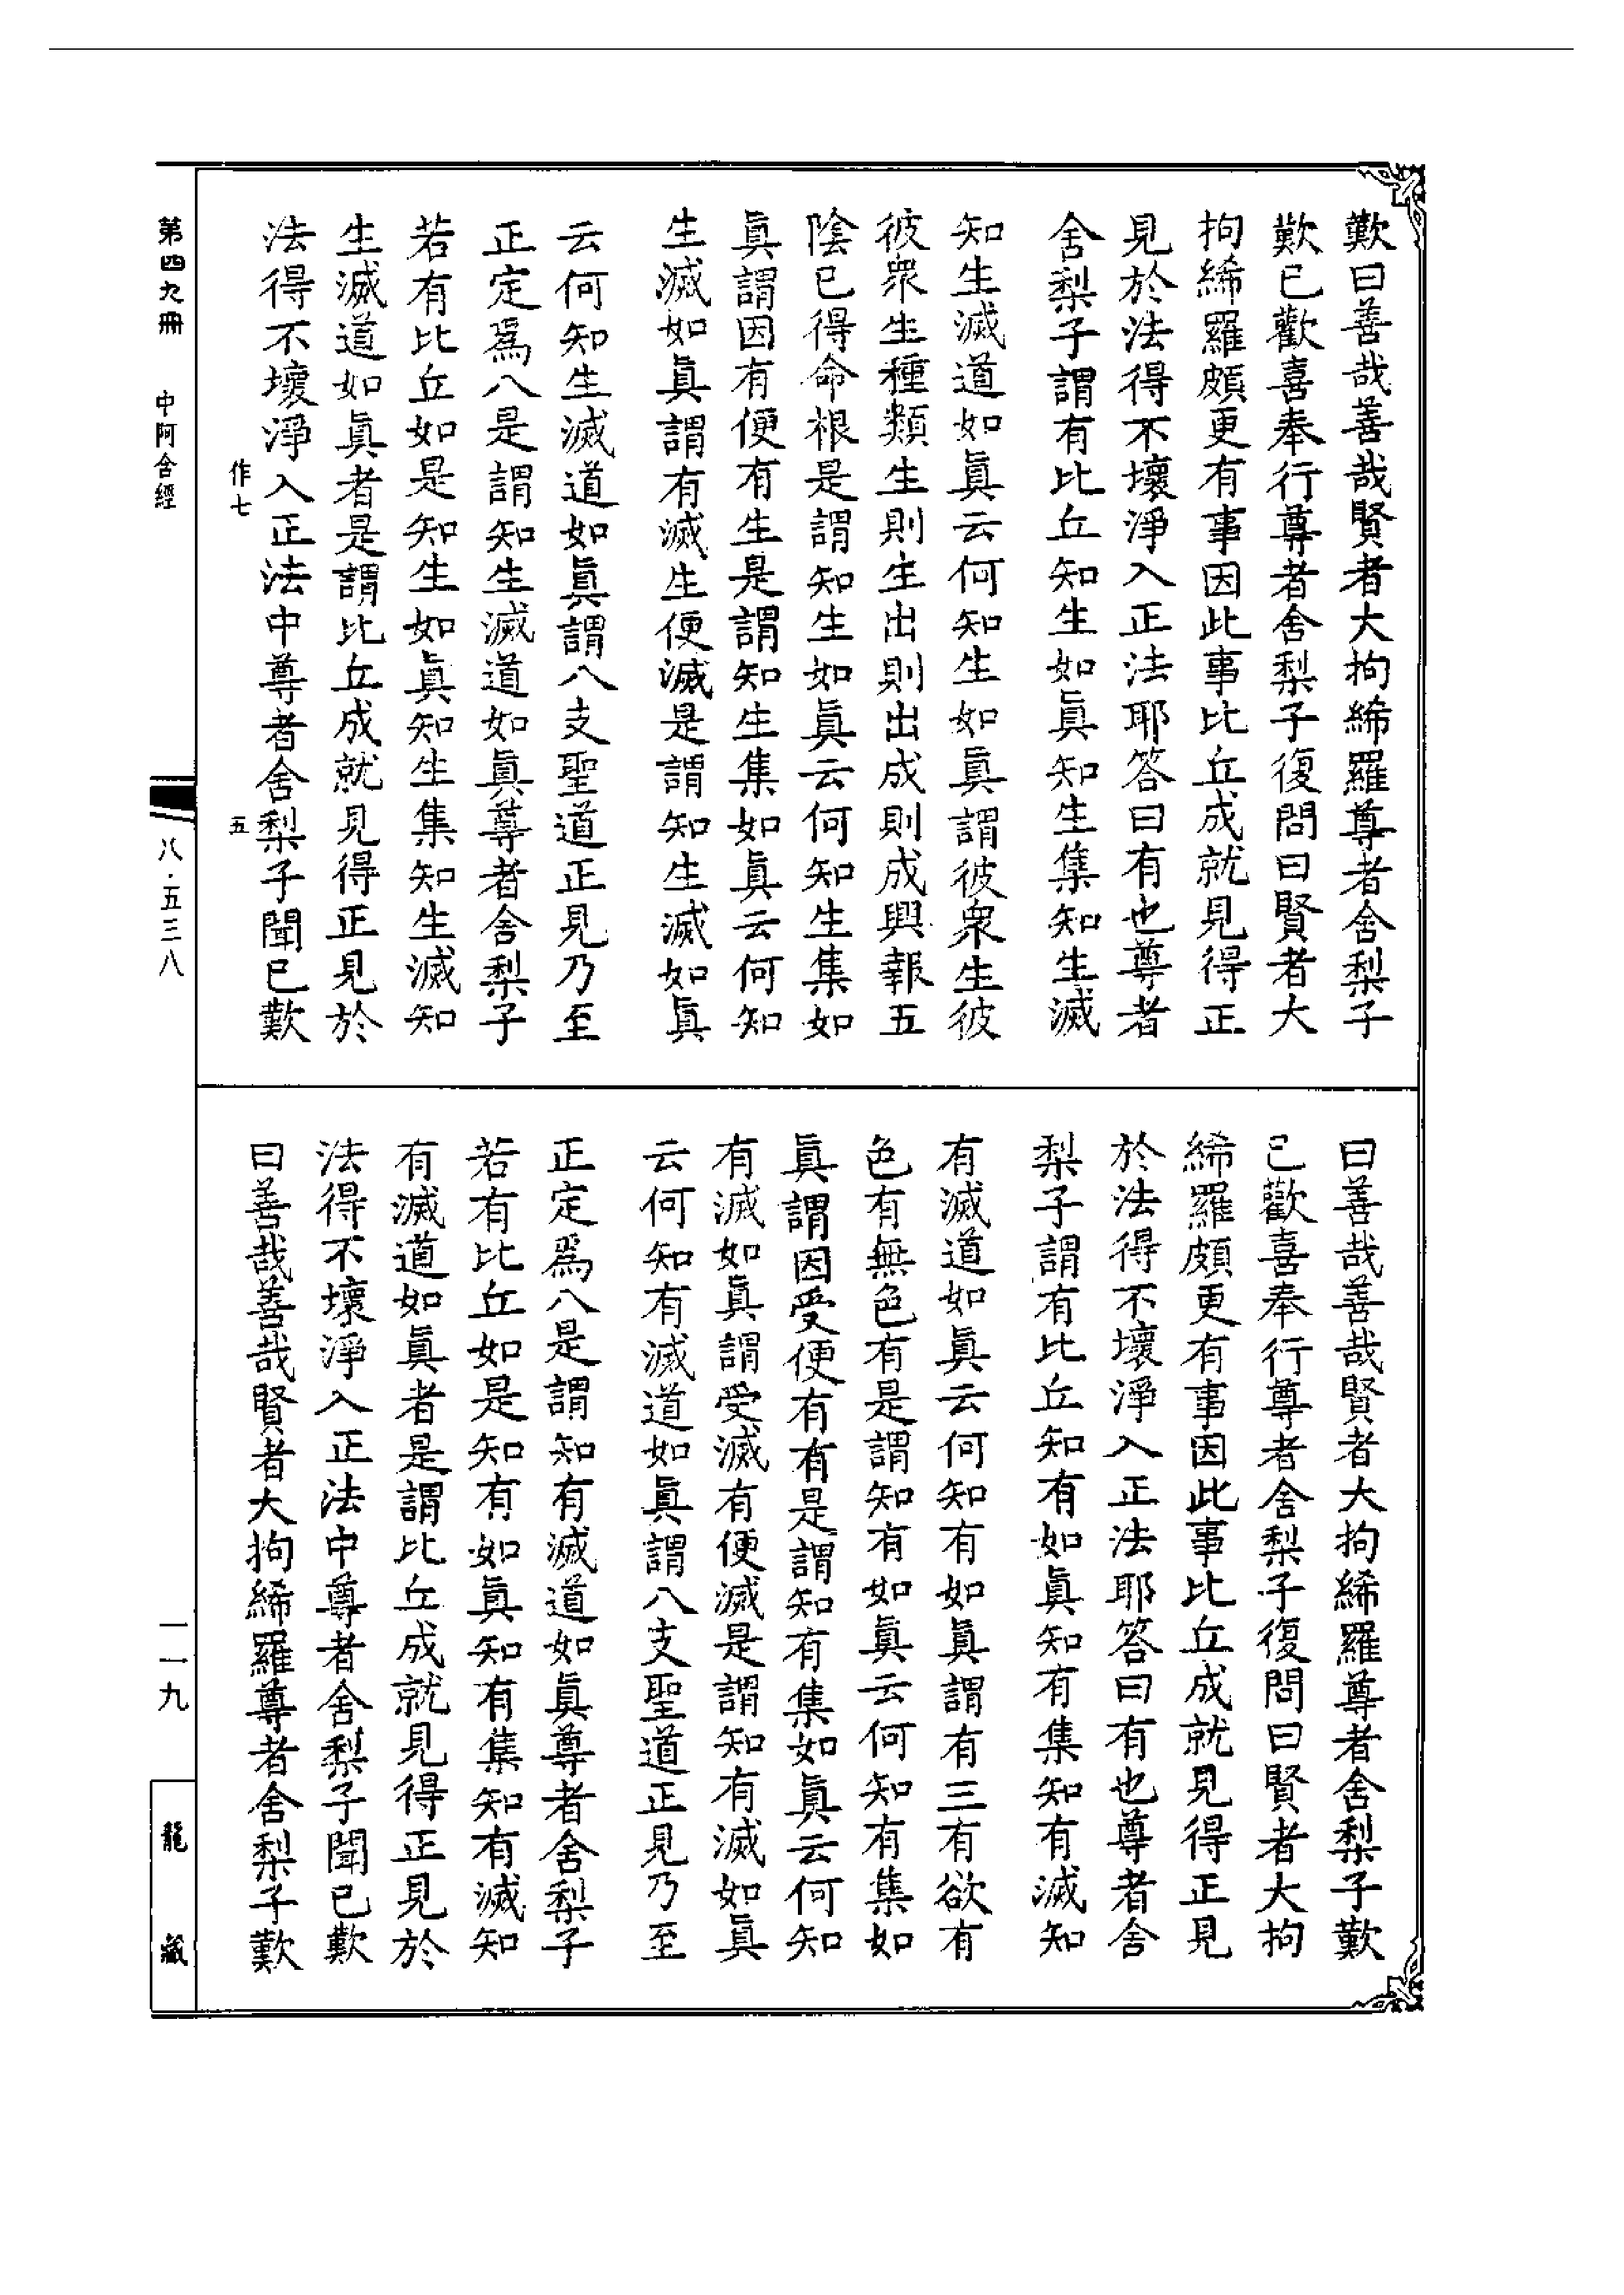 歎曰善哉善哉賢者大拘絺羅尊者舍梨子
歎已歡喜奉行尊者舍梨子復問曰賢者大
拘絺羅頗更有事因此事比丘成就見得正
見於法得不壞淨入正法耶答曰有也尊者
舍梨子謂有比丘知生如眞知生集知生滅
知生滅道如眞云何知生如眞謂彼衆生彼
彼衆生種類生則生出則出成則成興報五
陰已得命根是謂知生如眞云何知生集如
眞謂因有便有生是謂知生集如眞云何知
生滅如眞謂有滅生便滅是謂知生滅如眞
云何知生滅道如眞謂八支聖道正見乃至
正定爲八是謂知生滅道如眞尊者舍梨子
若有比丘如是知生如眞知生集知生滅知
生滅道如眞者是謂比丘成就見得正見於
法得不壞淨入正法中尊者舍梨子聞已歎
作七 五
曰善哉善哉賢者大拘絺羅尊者舍梨子歎
已歡喜奉行尊者舍梨子復問曰賢者大拘
絺羅頗更有事因此事比丘成就見得正見
於法得不壞淨入正法耶答曰有也尊者舍
梨子謂有比丘知有如眞知有集知有滅知
有滅道如眞云何知有如眞謂有三有欲有
色有無色有是謂知有如眞云何知有集如
眞謂因受便有有是謂知有集如眞云何知
有滅如眞謂受滅有便滅是謂知有滅如眞
云何知有滅道如眞謂八支聖道正見乃至
正定爲八是謂知有滅道如眞尊者舍梨子
若有比丘如是知有如眞知有集知有滅知
有滅道如眞者是謂比丘成就見得正見於
法得不壞淨入正法中尊者舍梨子聞已歎
曰善哉善哉賢者大拘絺羅尊者舍梨子歎
第四九冊 中阿含經
八·五三八
一一九
龍藏